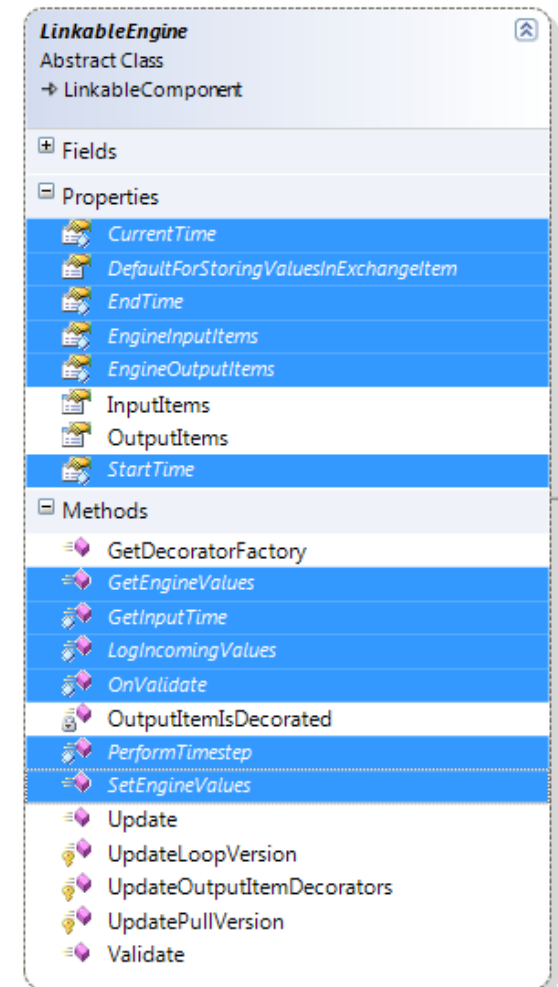 LinkableEngine
Abstract Class
LinkableComponent
Fields
Properties
CurrentTime
DefaultForStoringValuesInExchangeItem
EndTime
EngineInputItems
EngineOutputItems
InputItems
OutputItems
StartTime
Methods
GetDecoratorFactory
GetEngineValues
GetInputTime
LogIncomingValues
OnValidate
OutputItemIsDecorated
PerformTimestep
SetEngineValues
Update
UpdateLoopVersion
UpdateOutputItemDecorators
UpdatePullVersion
Validate